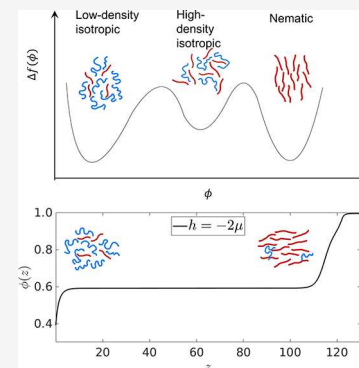 Low-density
isotropic
High-
density
isotropic
Nematic
Δf(ϕ)
ϕ
h = −2μ
ϕ(z)
1.0
0.8
0.6
0.4
20
40
60
80
100
120
z